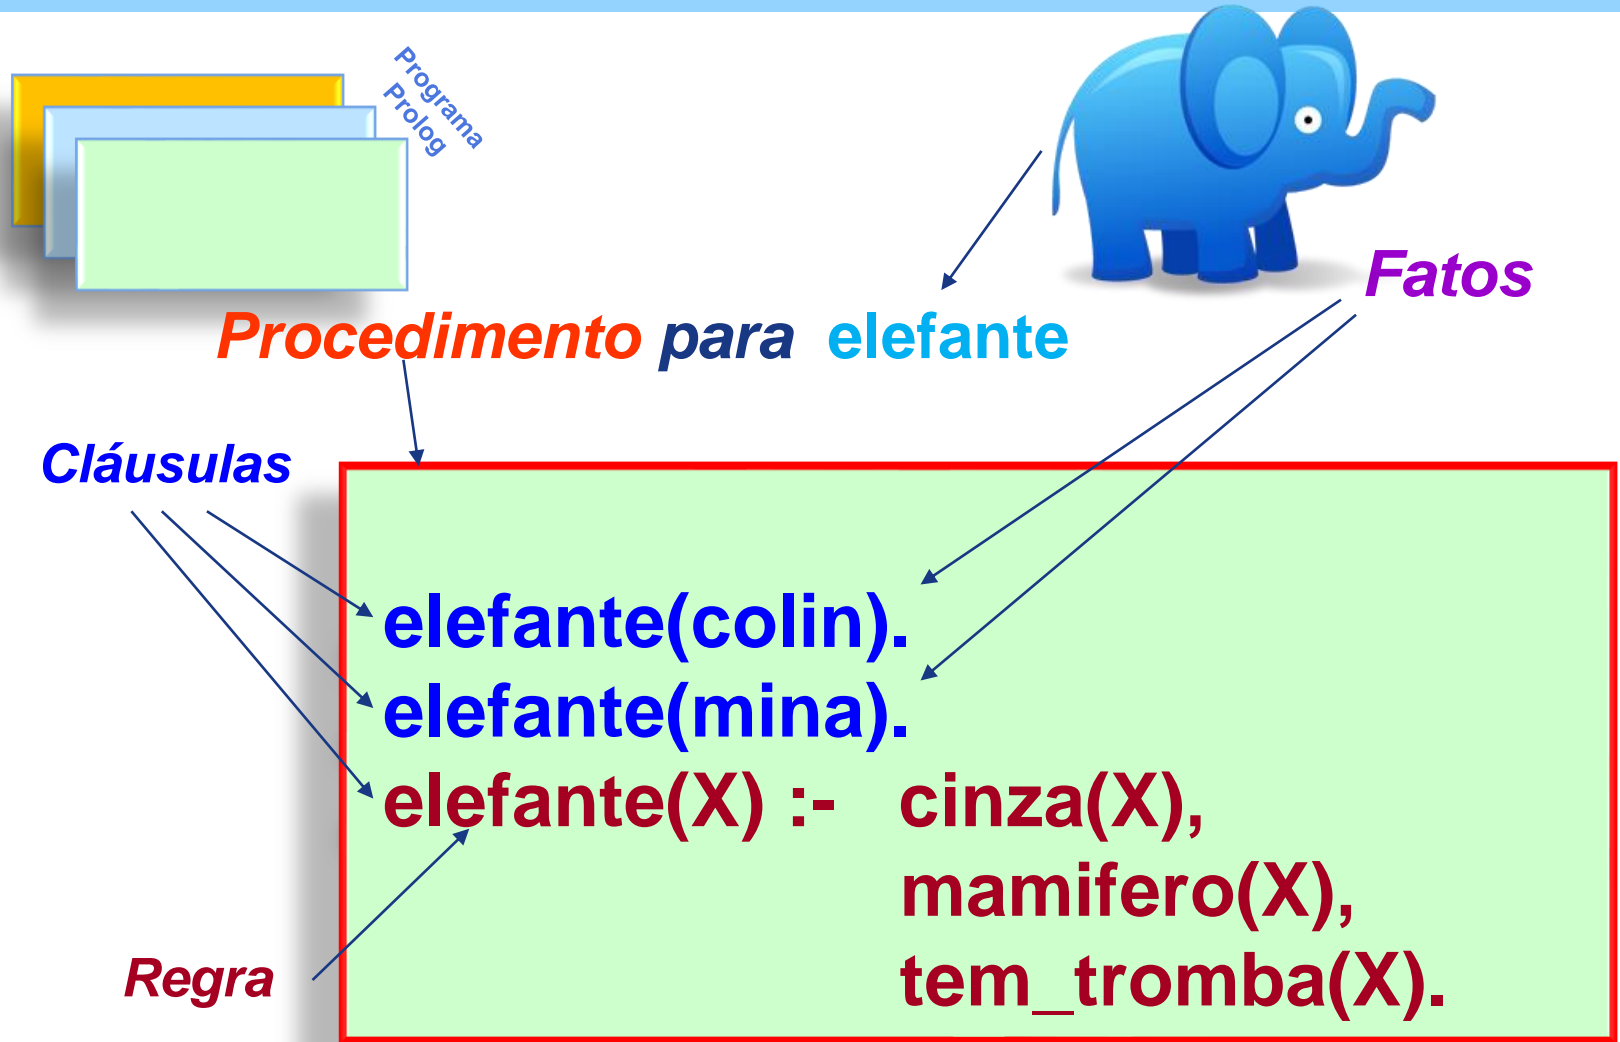 Programa
Prolog
Fatos
Procedimento para elefante
Cláusulas
elefante(colin).
elefante(mina).
elefante(X) :- cinza(X),
mamifero(X),
tem_tromba(X).
Regra